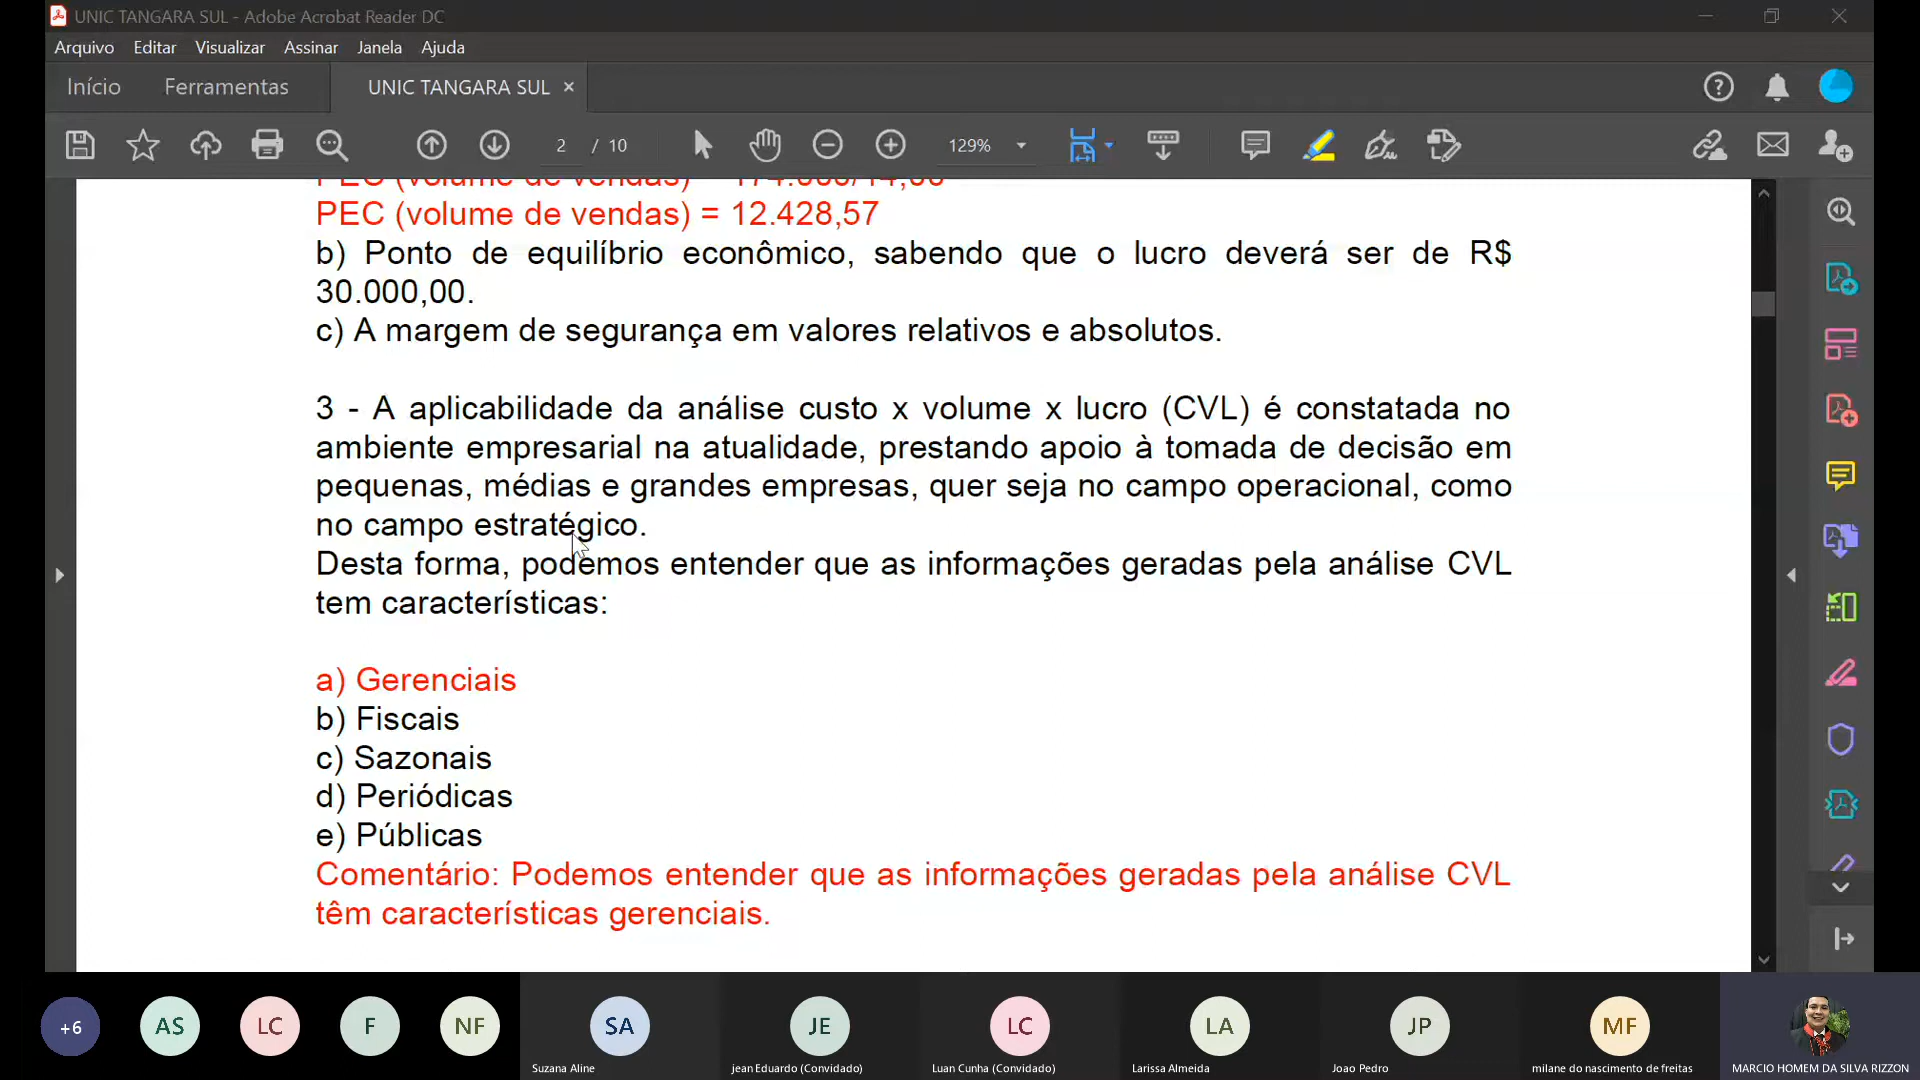 UNIC TANGARA SUL - Adobe Acrobat Reader DC
Arquivo Editar Visualizar Assinar Janela Ajuda
Início Ferramentas UNIC TANGARA SUL ×
2 / 10 129%
PEC (volume de vendas) =
PEC (volume de vendas) = 12.428,57
b) Ponto de equilíbrio econômico, sabendo que o lucro deverá ser de R$
30.000,00.
c) A margem de segurança em valores relativos e absolutos.
3 - A aplicabilidade da análise custo x volume x lucro (CVL) é constatada no
ambiente empresarial na atualidade, prestando apoio à tomada de decisão em
pequenas, médias e grandes empresas, quer seja no campo operacional, como
no campo estratégico.
Desta forma, podemos entender que as informações geradas pela análise CVL
tem características:
a) Gerenciais
b) Fiscais
c) Sazonais
d) Periódicas
e) Públicas
Comentário: Podemos entender que as informações geradas pela análise CVL
têm características gerenciais.
+6 AS LC F NF SA JE LC LA JP MF
Suzana Aline jean Eduardo (Convidado) Luan Cunha (Convidado) Larissa Almeida Joao Pedro milane do nascimento de freitas MARCIO HOMEM DA SILVA RIZZON